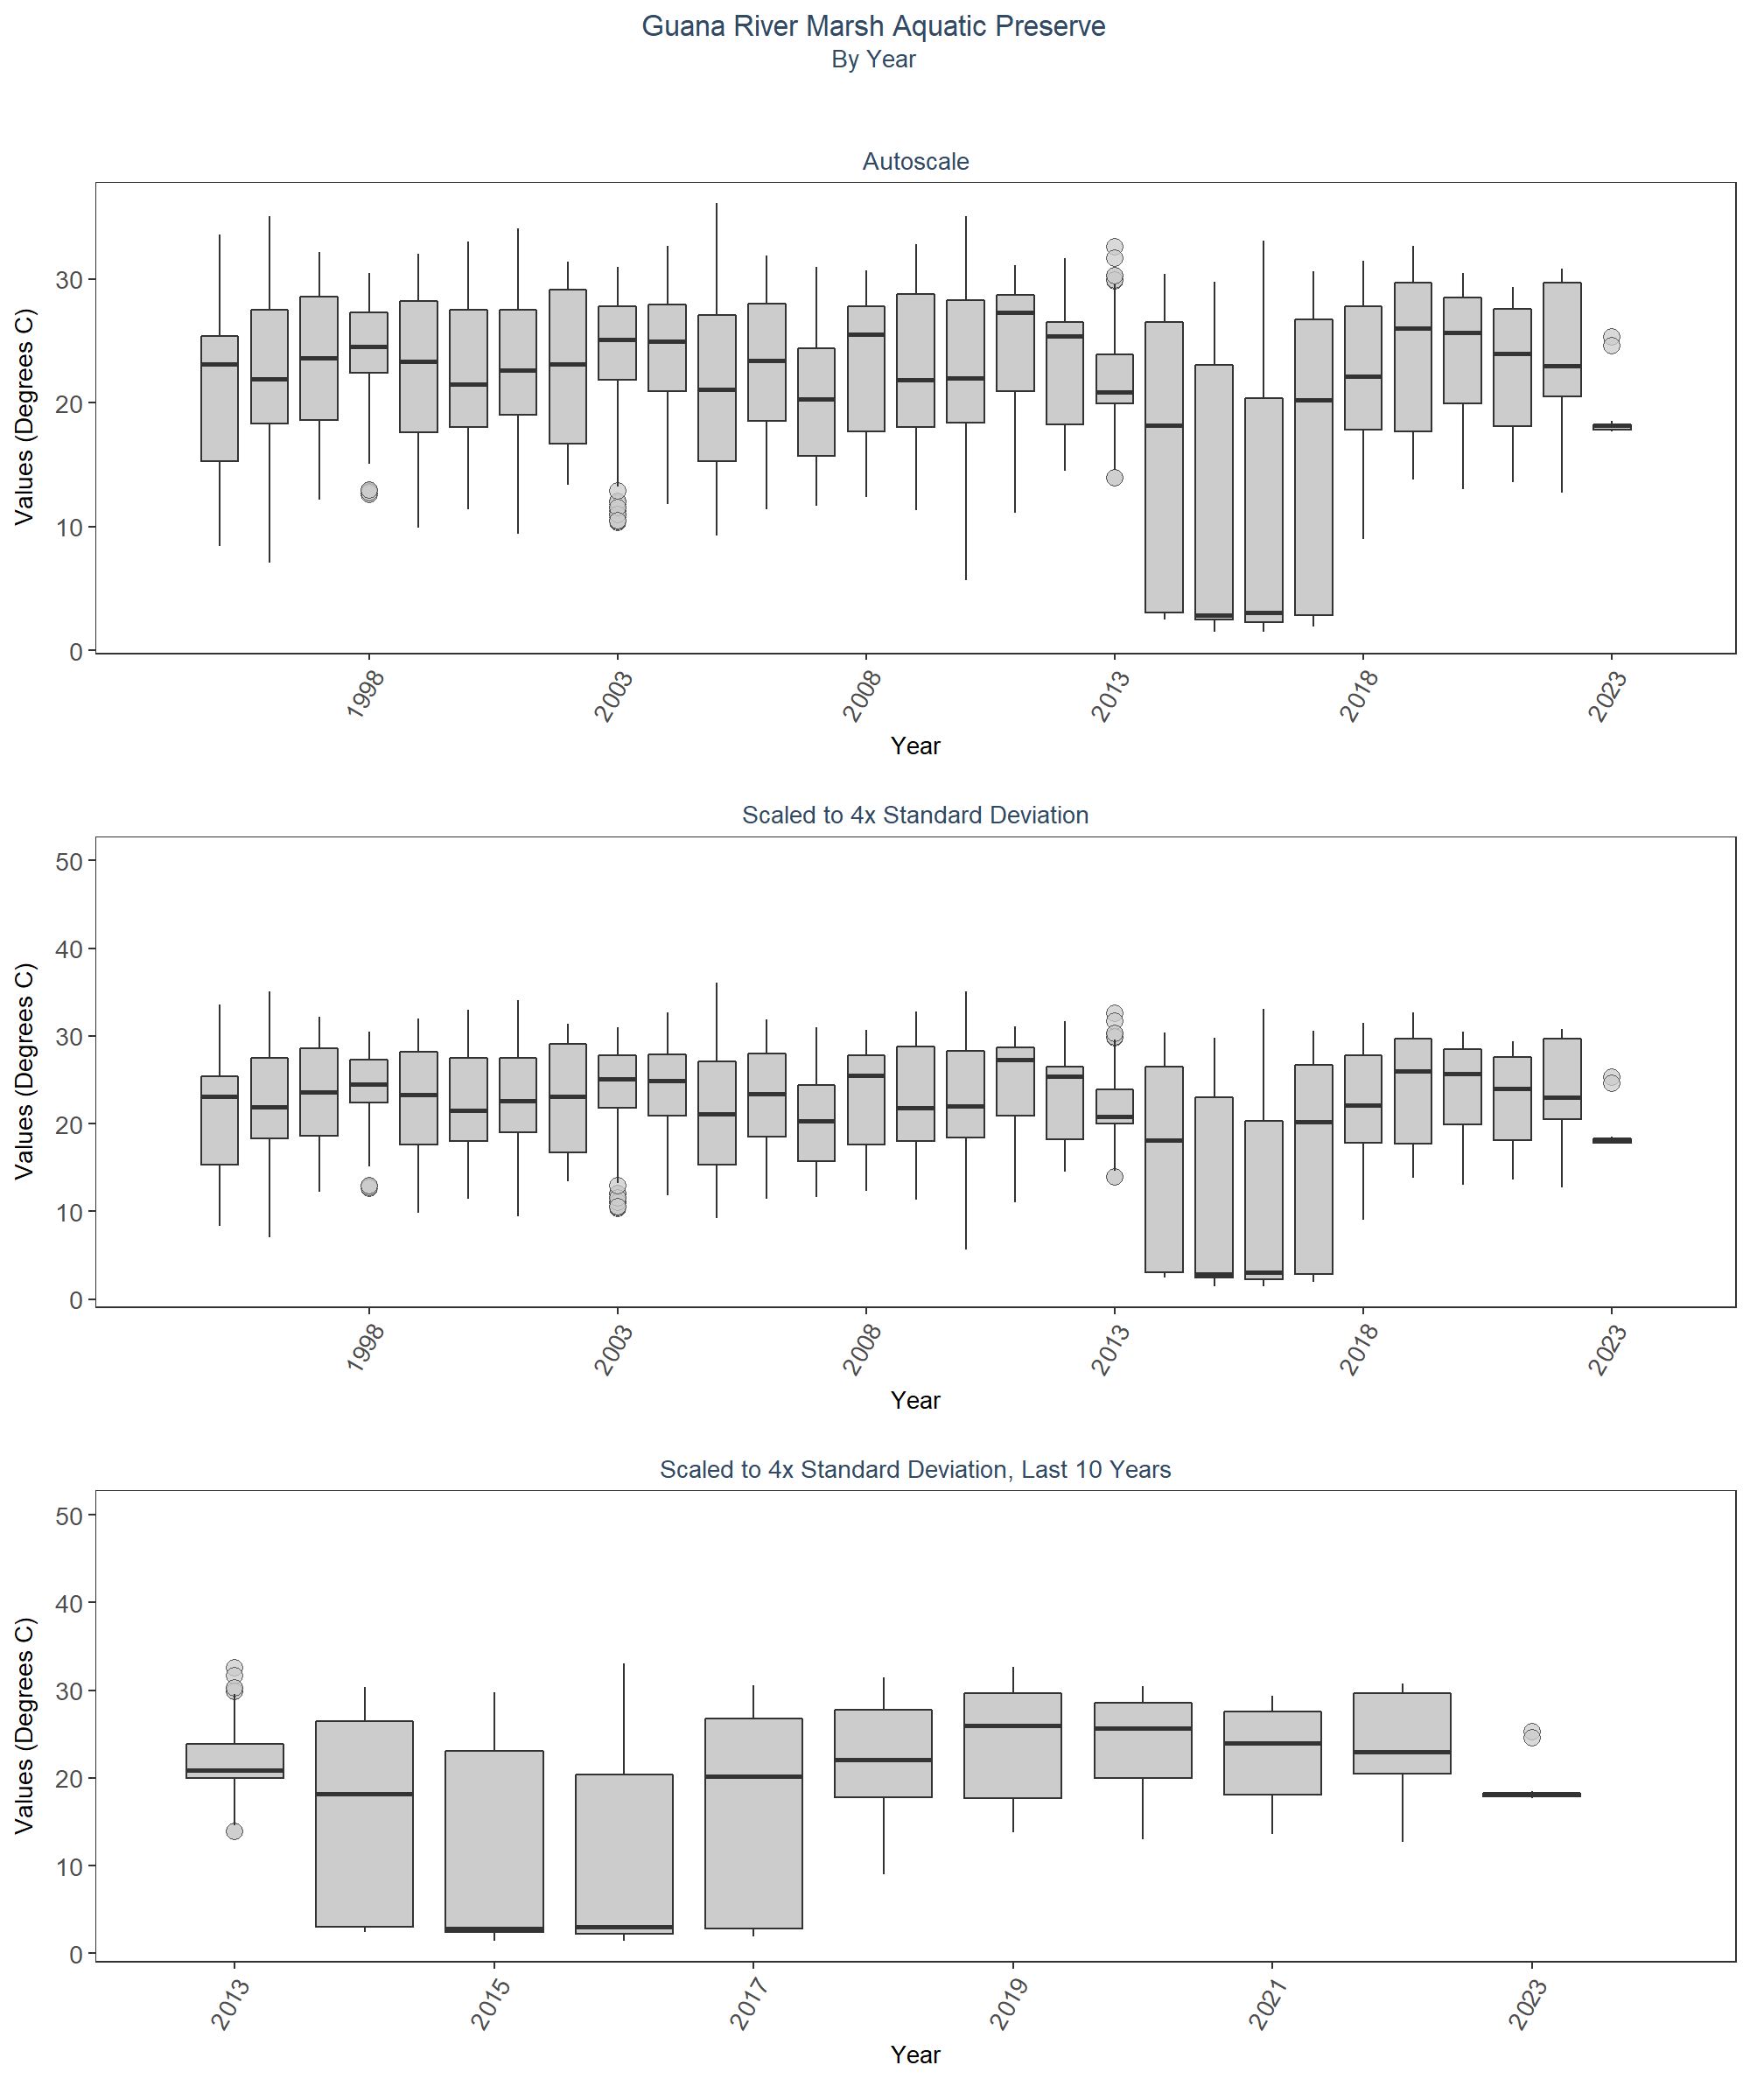 Guana River Marsh Aquatic Preserve
By Year
Autoscale
Values (Degrees C)
30
20
10
0
1998 2003 2008 2013 2018 2023
Year
Scaled to 4x Standard Deviation
Values (Degrees C)
50
40
30
20
10
0
1998 2003 2008 2013 2018 2023
Year
Scaled to 4x Standard Deviation, Last 10 Years
Values (Degrees C)
50
40
30
20
10
0
2013 2015 2017 2019 2021 2023
Year